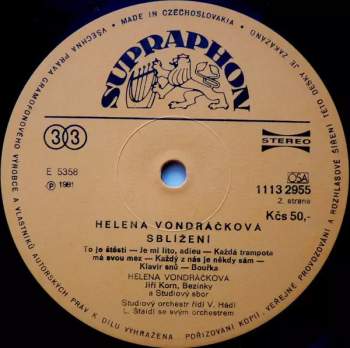 VŠECHNA PRÁVA GRAMOFONOVÉHO VÝROBCE A VLASTNÍKŮ AUTORSKÝCH PRÁV K DÍLU VYHRAŽENA • POŘIZOVÁNÍ KOPIÍ • VEŘEJNÉ PROVOZOVÁNÍ A ROZHLASOVÉ ŠÍŘENÍ TÉTO DESKY JE ZAKÁZÁNO
• MADE IN CZECHOSLOVAKIA •
SUPRAPHON
33
STEREO
E 5358
Ⓟ 1981
OSA
1113 2955
2. strana
Kčs 50,-
HELENA VONDRÁČKOVÁ
SBLÍŽENÍ
To je štěstí — Je mi líto, adieu — Každá trampota
má svou mez — Každý z nás je někdy sám —
Klavír snů — Bouřka
HELENA VONDRÁČKOVÁ
Jiří Korn, Bezinky
a Studiový sbor
Studiový orchestr řídí V. Hádl
L. Štaidl se svým orchestrem